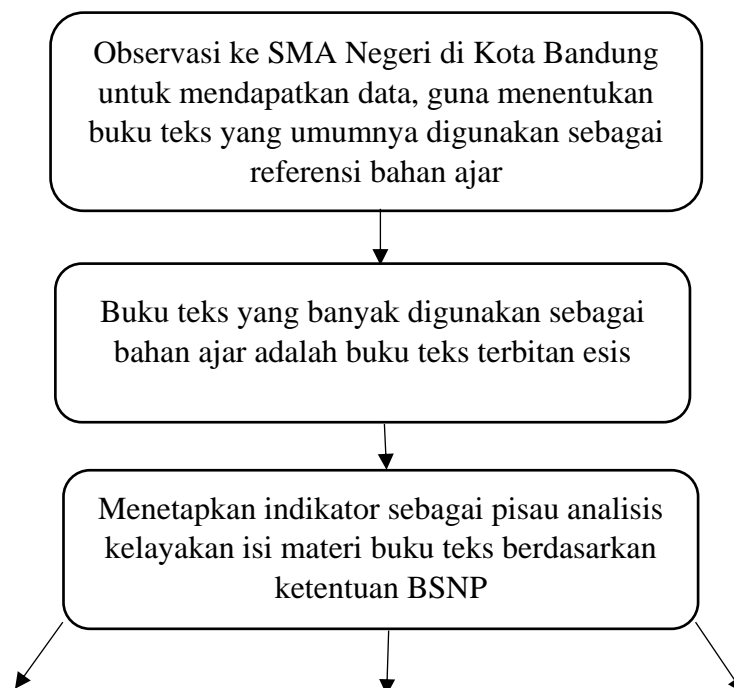 Observasi ke SMA Negeri di Kota Bandung
untuk mendapatkan data, guna menentukan
buku teks yang umumnya digunakan sebagai
referensi bahan ajar
Buku teks yang banyak digunakan sebagai
bahan ajar adalah buku teks terbitan esis
Menetapkan indikator sebagai pisau analisis
kelayakan isi materi buku teks berdasarkan
ketentuan BSNP